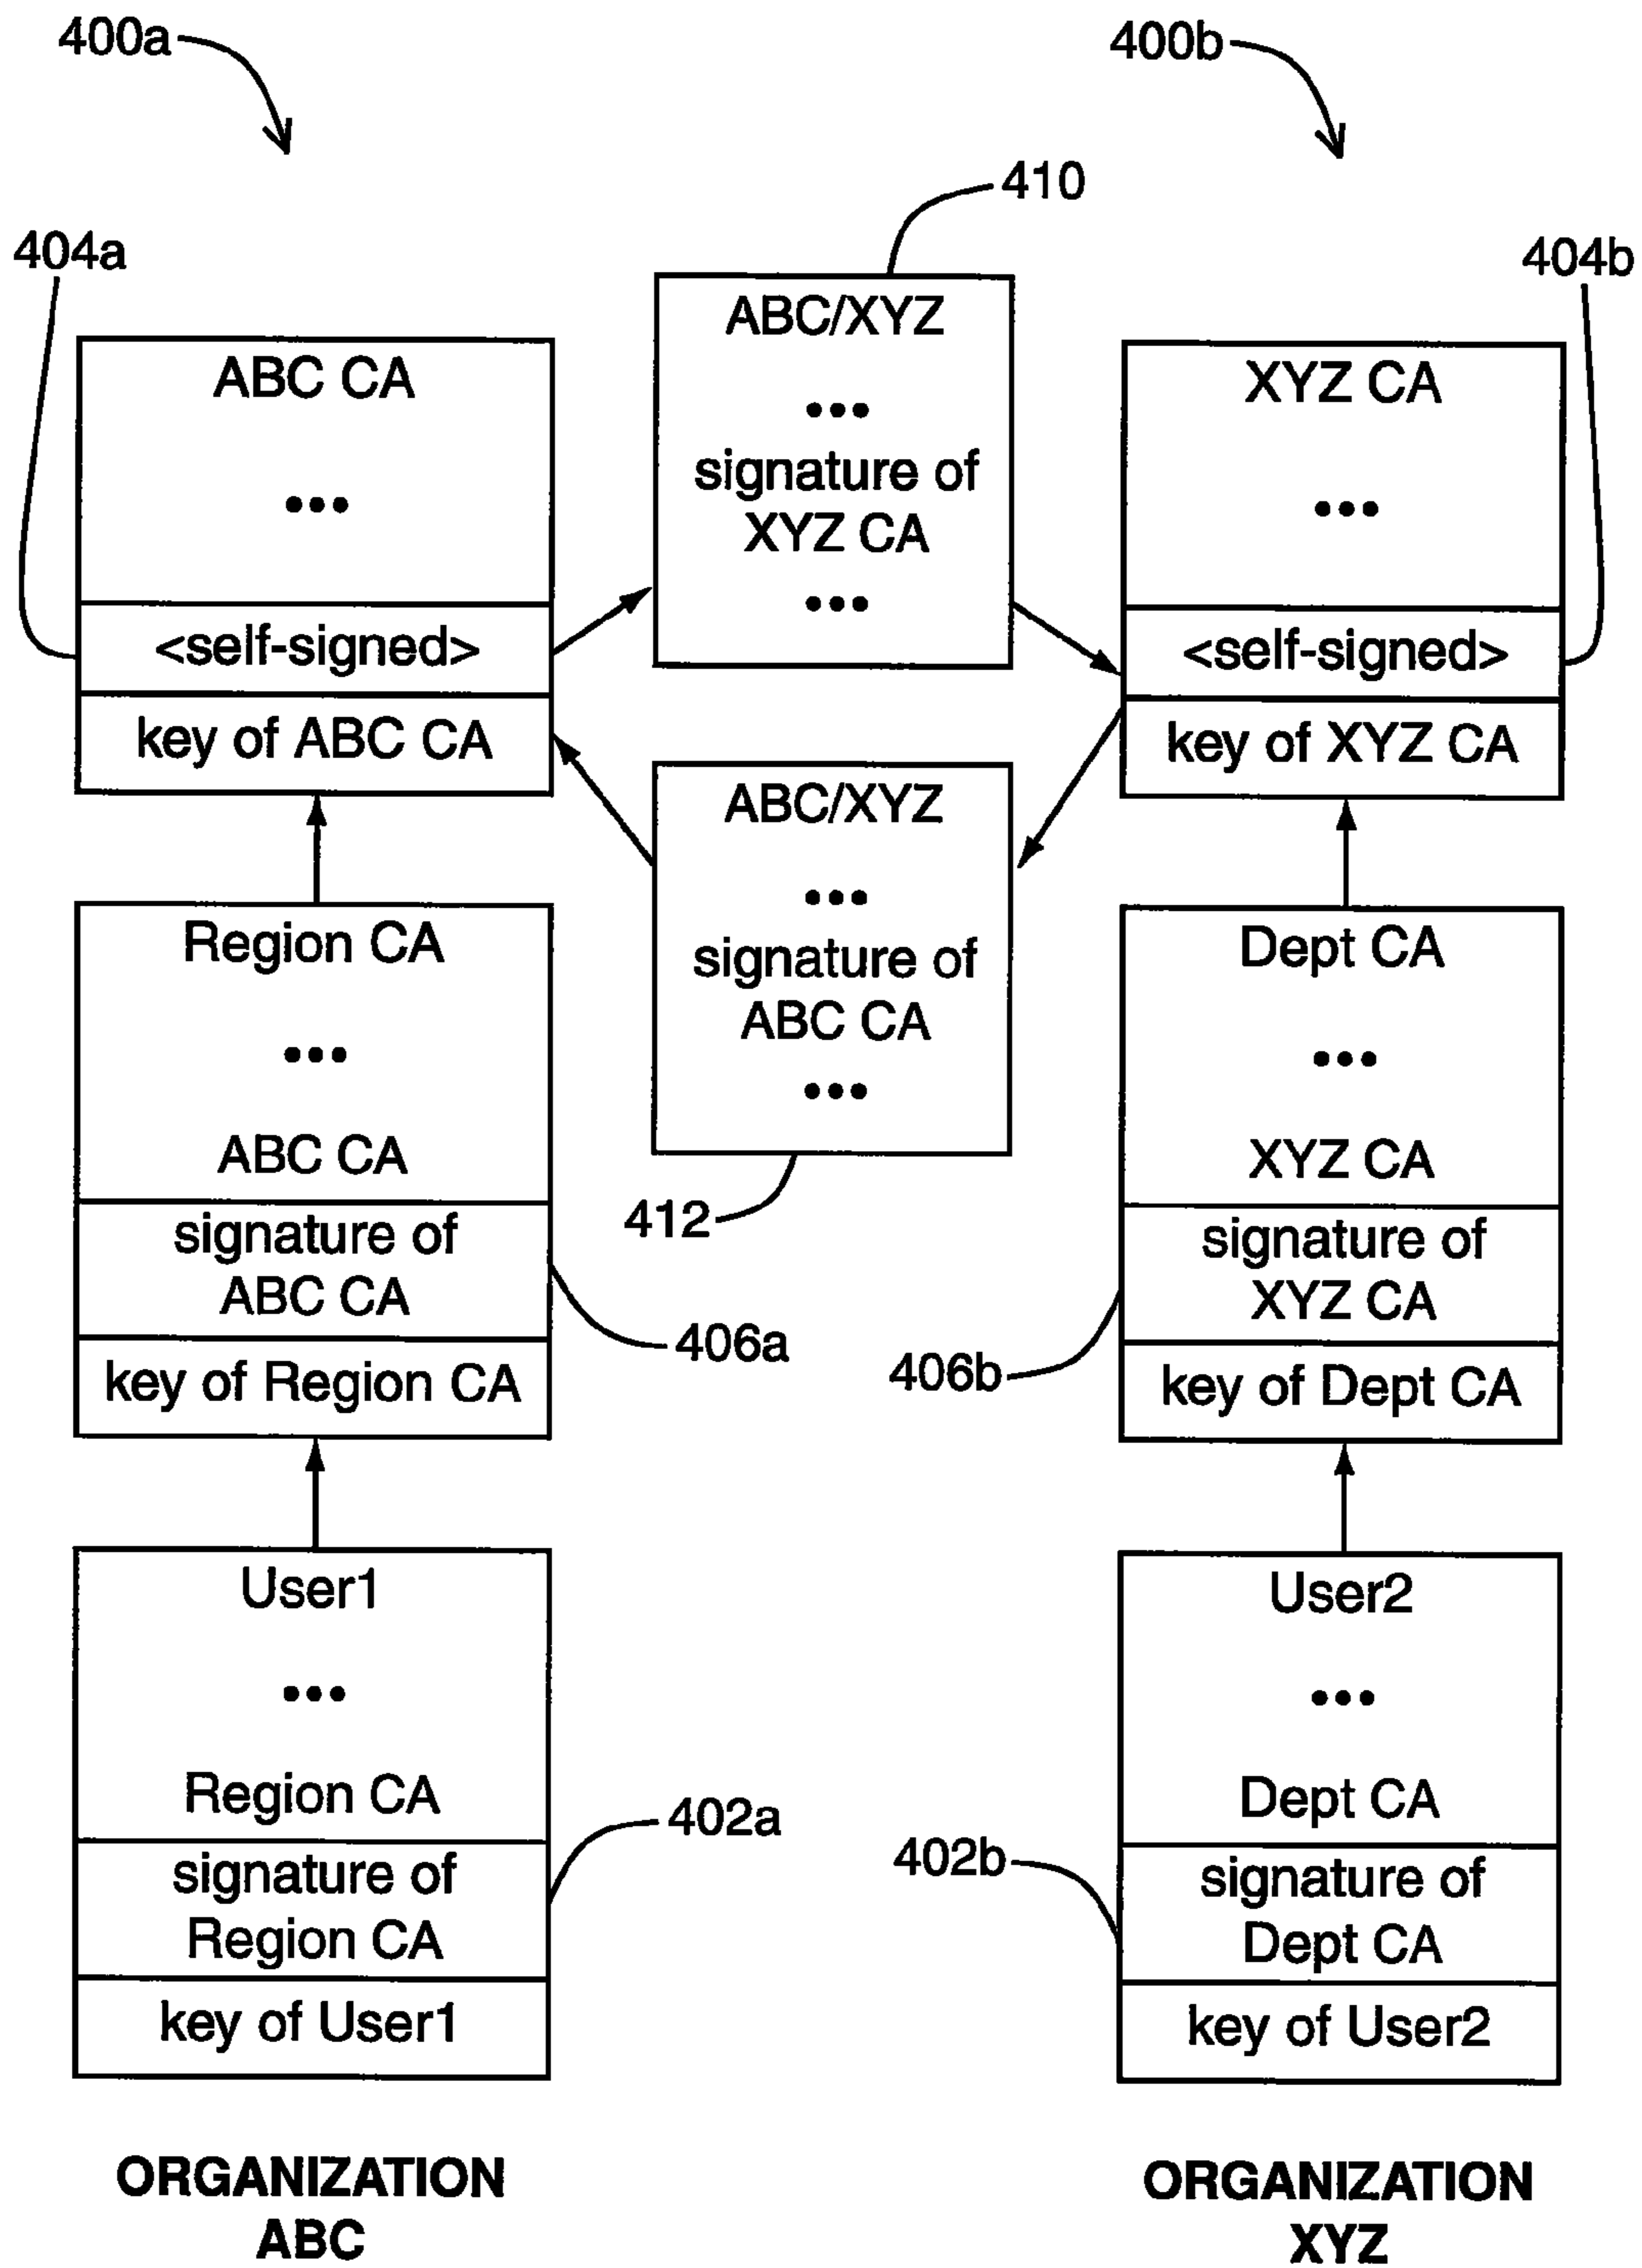 400a
400b
410
404a
404b
ABC CA
•••
<self-signed>
key of ABC CA
ABC/XYZ
•••
signature of
XYZ CA
•••
XYZ CA
•••
<self-signed>
key of XYZ CA
ABC/XYZ
•••
signature of
ABC CA
•••
412
Region CA
•••
ABC CA
signature of
ABC CA
key of Region CA
406a
Dept CA
•••
XYZ CA
signature of
XYZ CA
key of Dept CA
406b
User1
•••
Region CA
signature of
Region CA
key of User1
402a
User2
•••
Dept CA
signature of
Dept CA
key of User2
402b
ORGANIZATION
ABC
ORGANIZATION
XYZ